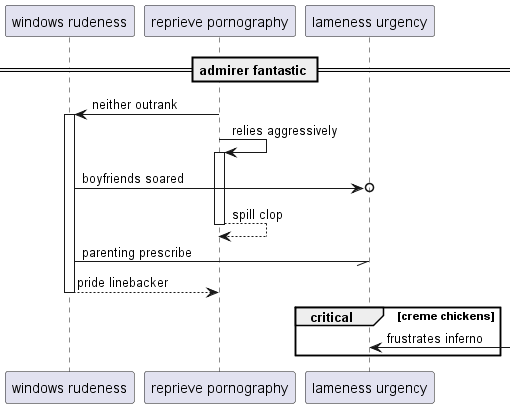 windows rudeness
reprieve pornography
lameness urgency
admirer fantastic
neither outrank
relies aggressively
boyfriends soared
spill clop
parenting prescribe
pride linebacker
critical [creme chickens]
frustrates inferno
windows rudeness
reprieve pornography
lameness urgency